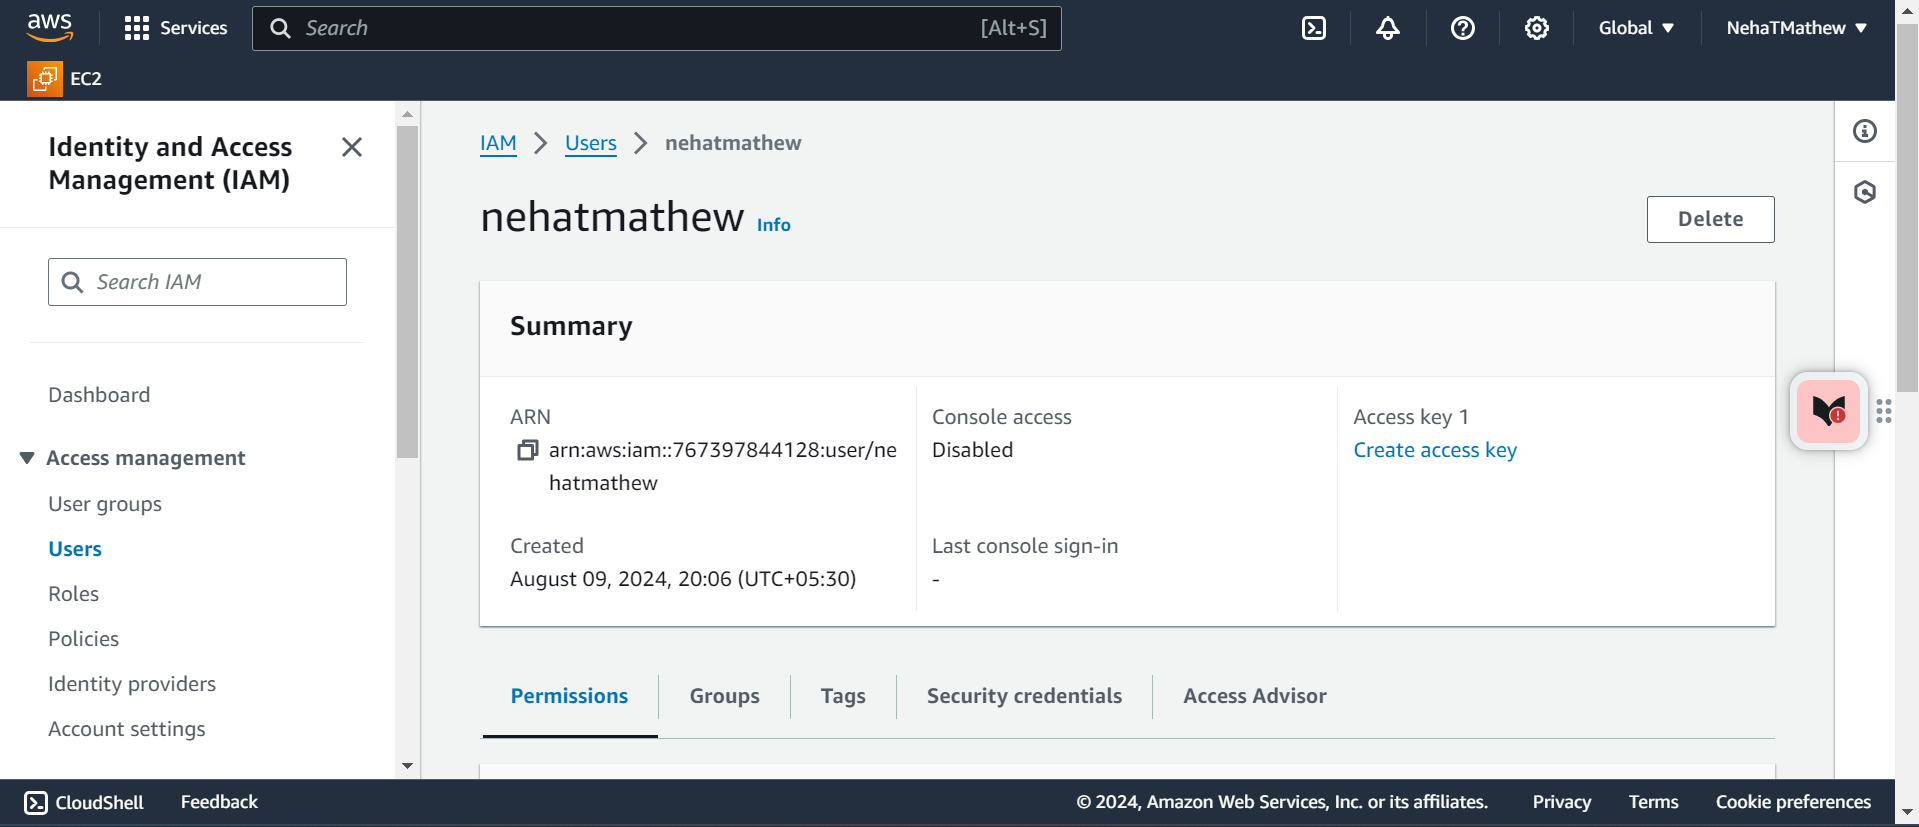 aws
Services
Search
[Alt+S]
Global
NehaTMathew
EC2
Identity and Access
Management (IAM)
Search IAM
Dashboard
Access management
User groups
Users
Roles
Policies
Identity providers
Account settings
IAM
Users
nehatmathew
nehatmathew Info
Delete
Summary
ARN
arn:aws:iam::767397844128:user/ne
hatmathew
Created
August 09, 2024, 20:06 (UTC+05:30)
Console access
Disabled
Last console sign-in
-
Access key 1
Create access key
Permissions
Groups
Tags
Security credentials
Access Advisor
CloudShell
Feedback
© 2024, Amazon Web Services, Inc. or its affiliates.
Privacy
Terms
Cookie preferences